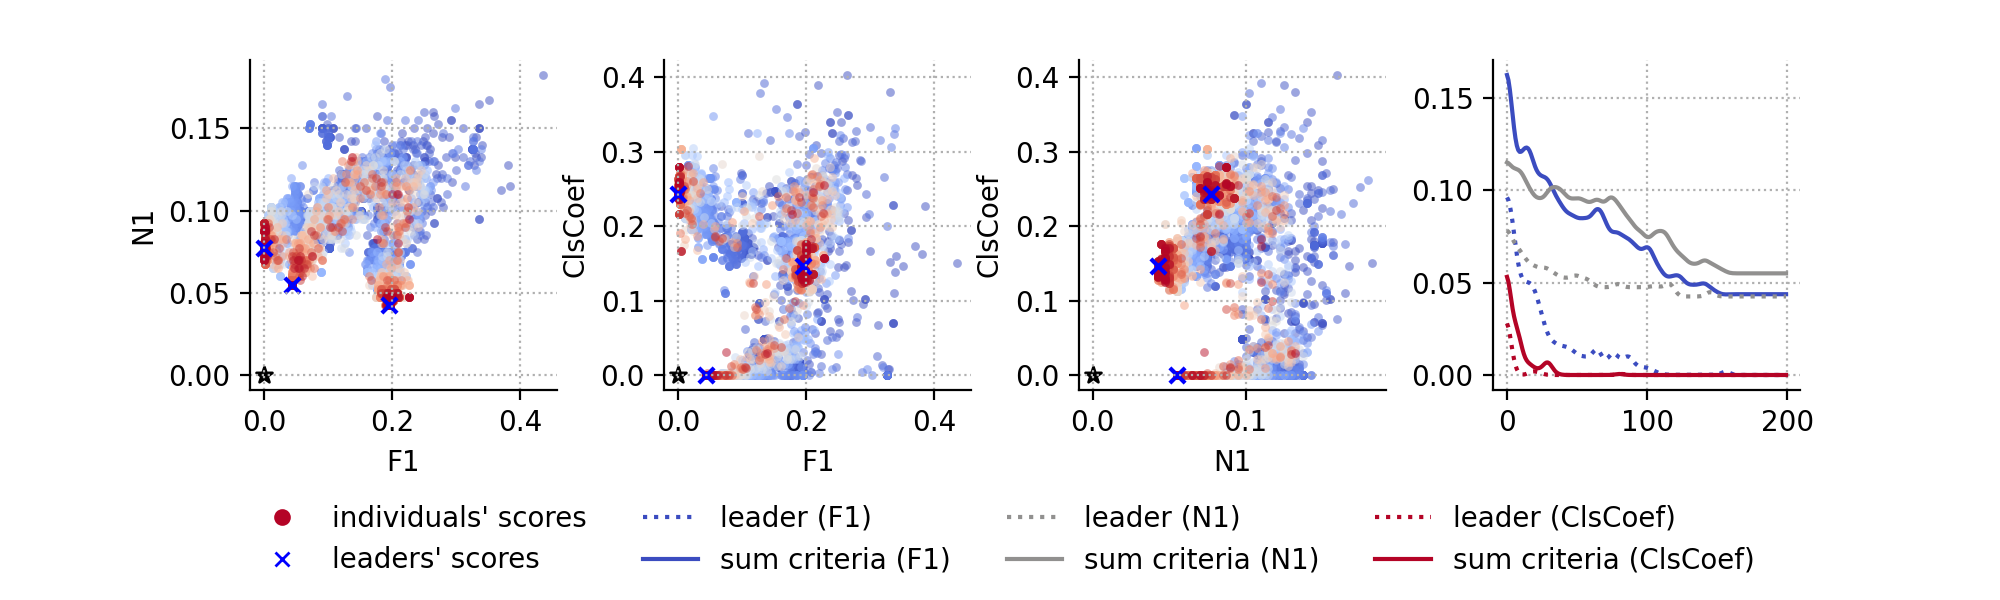 N1
0.15
0.10
0.05
0.00
0.0
0.2
0.4
F1
ClsCoef
0.4
0.3
0.2
0.1
0.0
0.0
0.2
0.4
F1
ClsCoef
0.4
0.3
0.2
0.1
0.0
0.0
0.1
N1
0.15
0.10
0.05
0.00
0
100
200
individuals' scores
leaders' scores
leader (F1)
sum criteria (F1)
leader (N1)
sum criteria (N1)
leader (ClsCoef)
sum criteria (ClsCoef)